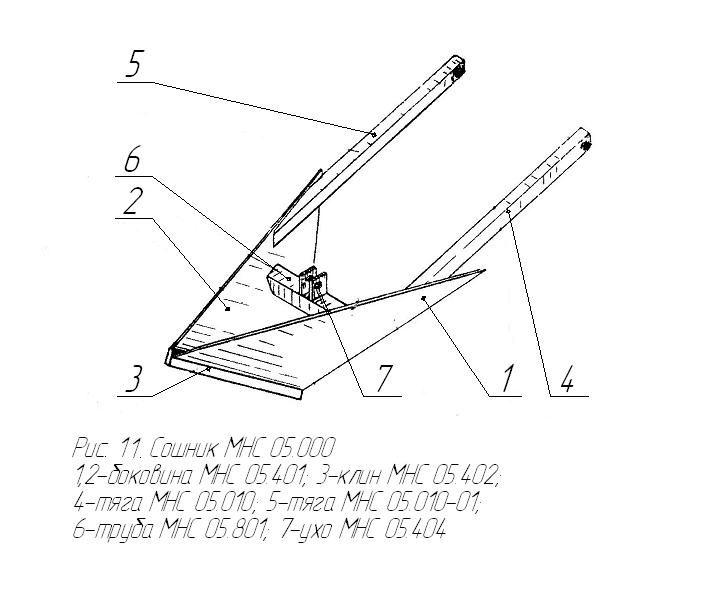 5
6
2
3
7
1
4
Рис. 11. Сошник МНС 05.000
1,2-боковина МНС 05.401; 3-клин МНС 05.402;
4-тяга МНС 05.010; 5-тяга МНС 05.010-01;
6-труба МНС 05.801; 7-ухо МНС 05.404